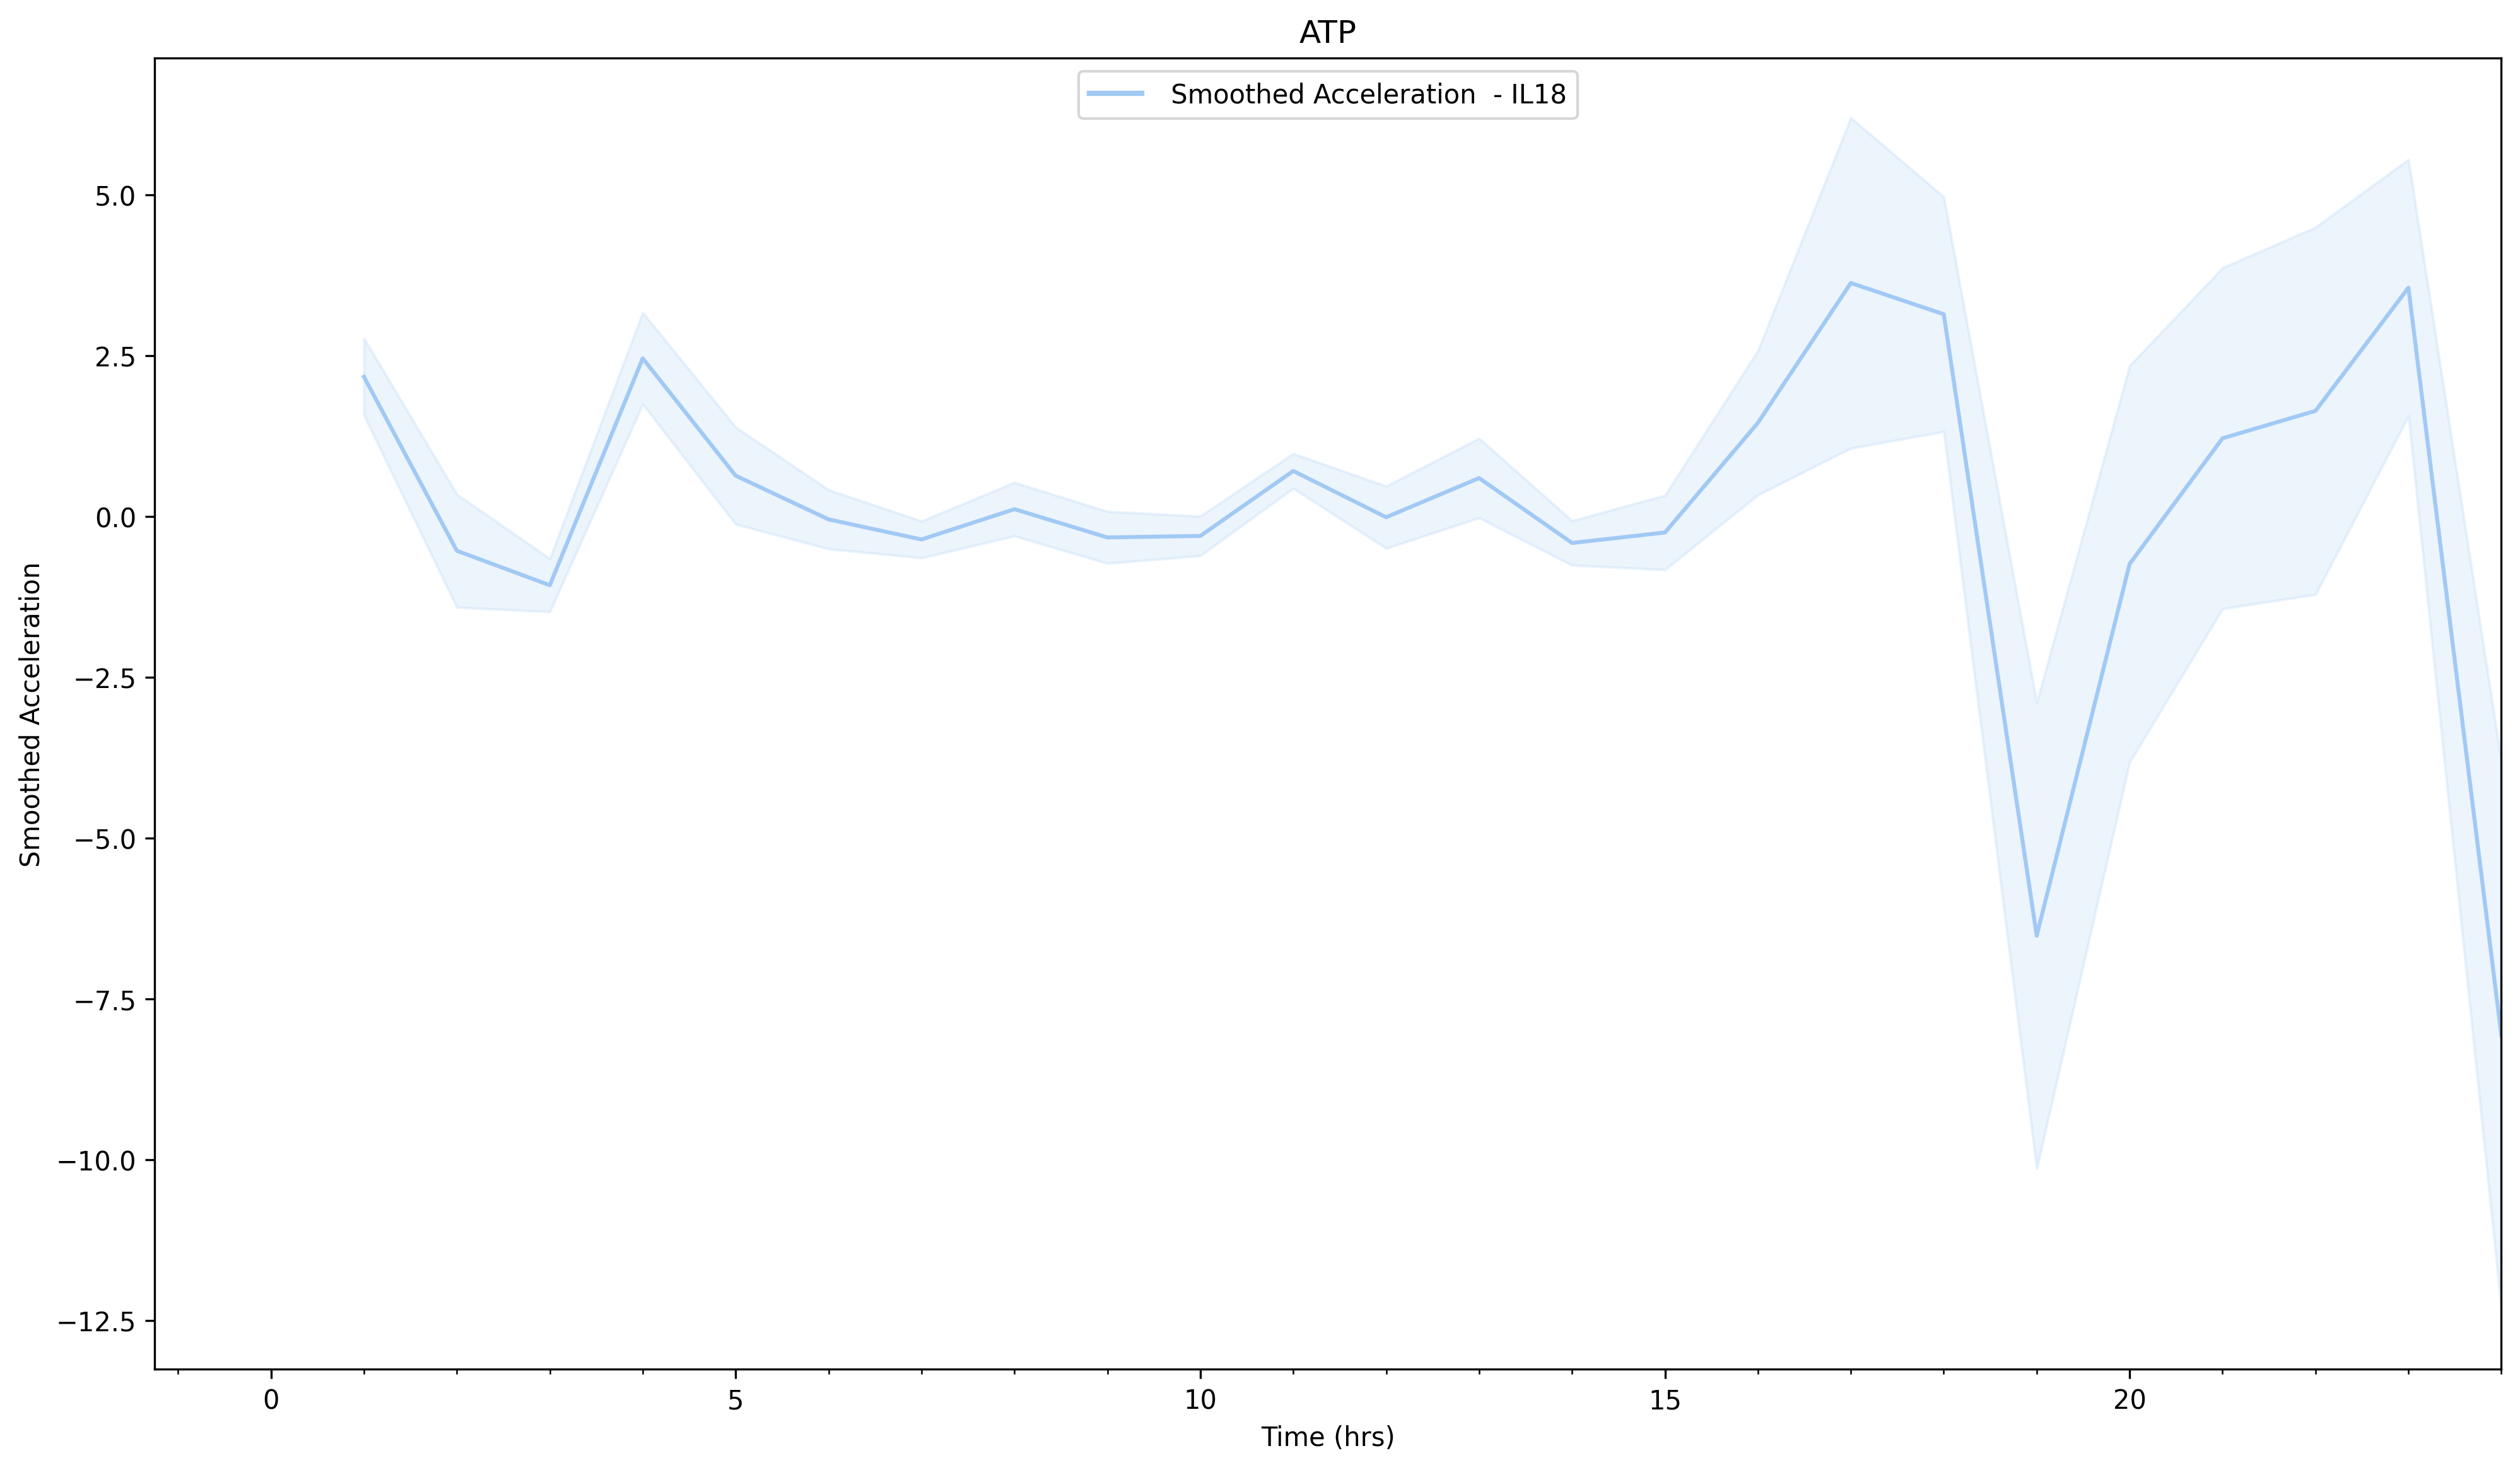 ATP
Smoothed Acceleration  - IL18
Smoothed Acceleration
5.0
2.5
0.0
−2.5
−5.0
−7.5
−10.0
−12.5
0 5 10 15 20
Time (hrs)